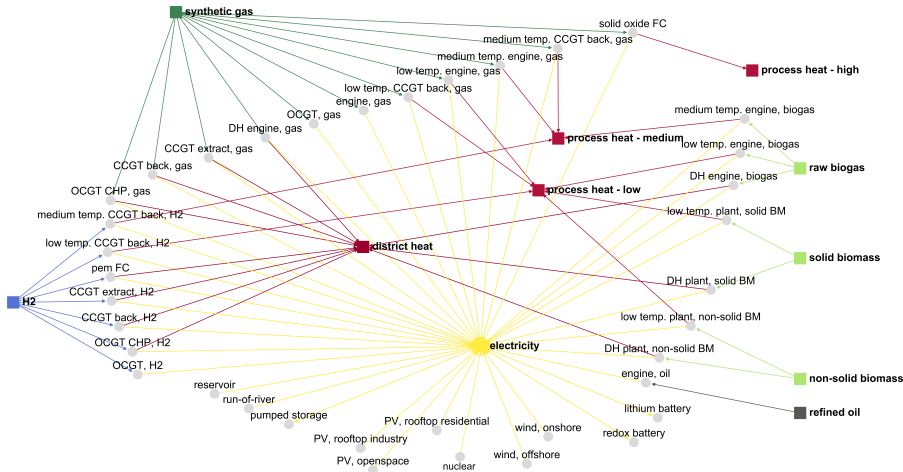 synthetic gas
solid oxide FC
medium temp. CCGT back, gas
medium temp. engine, gas
process heat - high
low temp. engine, gas
low temp. CCGT back, gas
engine, gas
medium temp. engine, biogas
OCGT, gas
DH engine, gas
process heat - medium
low temp. engine, biogas
CCGT extract, gas
CCGT back, gas
raw biogas
DH engine, biogas
OCGT CHP, gas
process heat - low
medium temp. CCGT back, H2
low temp. plant, solid BM
low temp. CCGT back, H2
district heat
solid biomass
pem FC
DH plant, solid BM
CCGT extract, H2
H2
CCGT back, H2
low temp. plant, non-solid BM
OCGT CHP, H2
electricity
DH plant, non-solid BM
OCGT, H2
engine, oil
non-solid biomass
reservoir
run-of-river
lithium battery
refined oil
pumped storage
PV, rooftop residential
wind, onshore
redox battery
PV, rooftop industry
wind, offshore
PV, openspace
nuclear